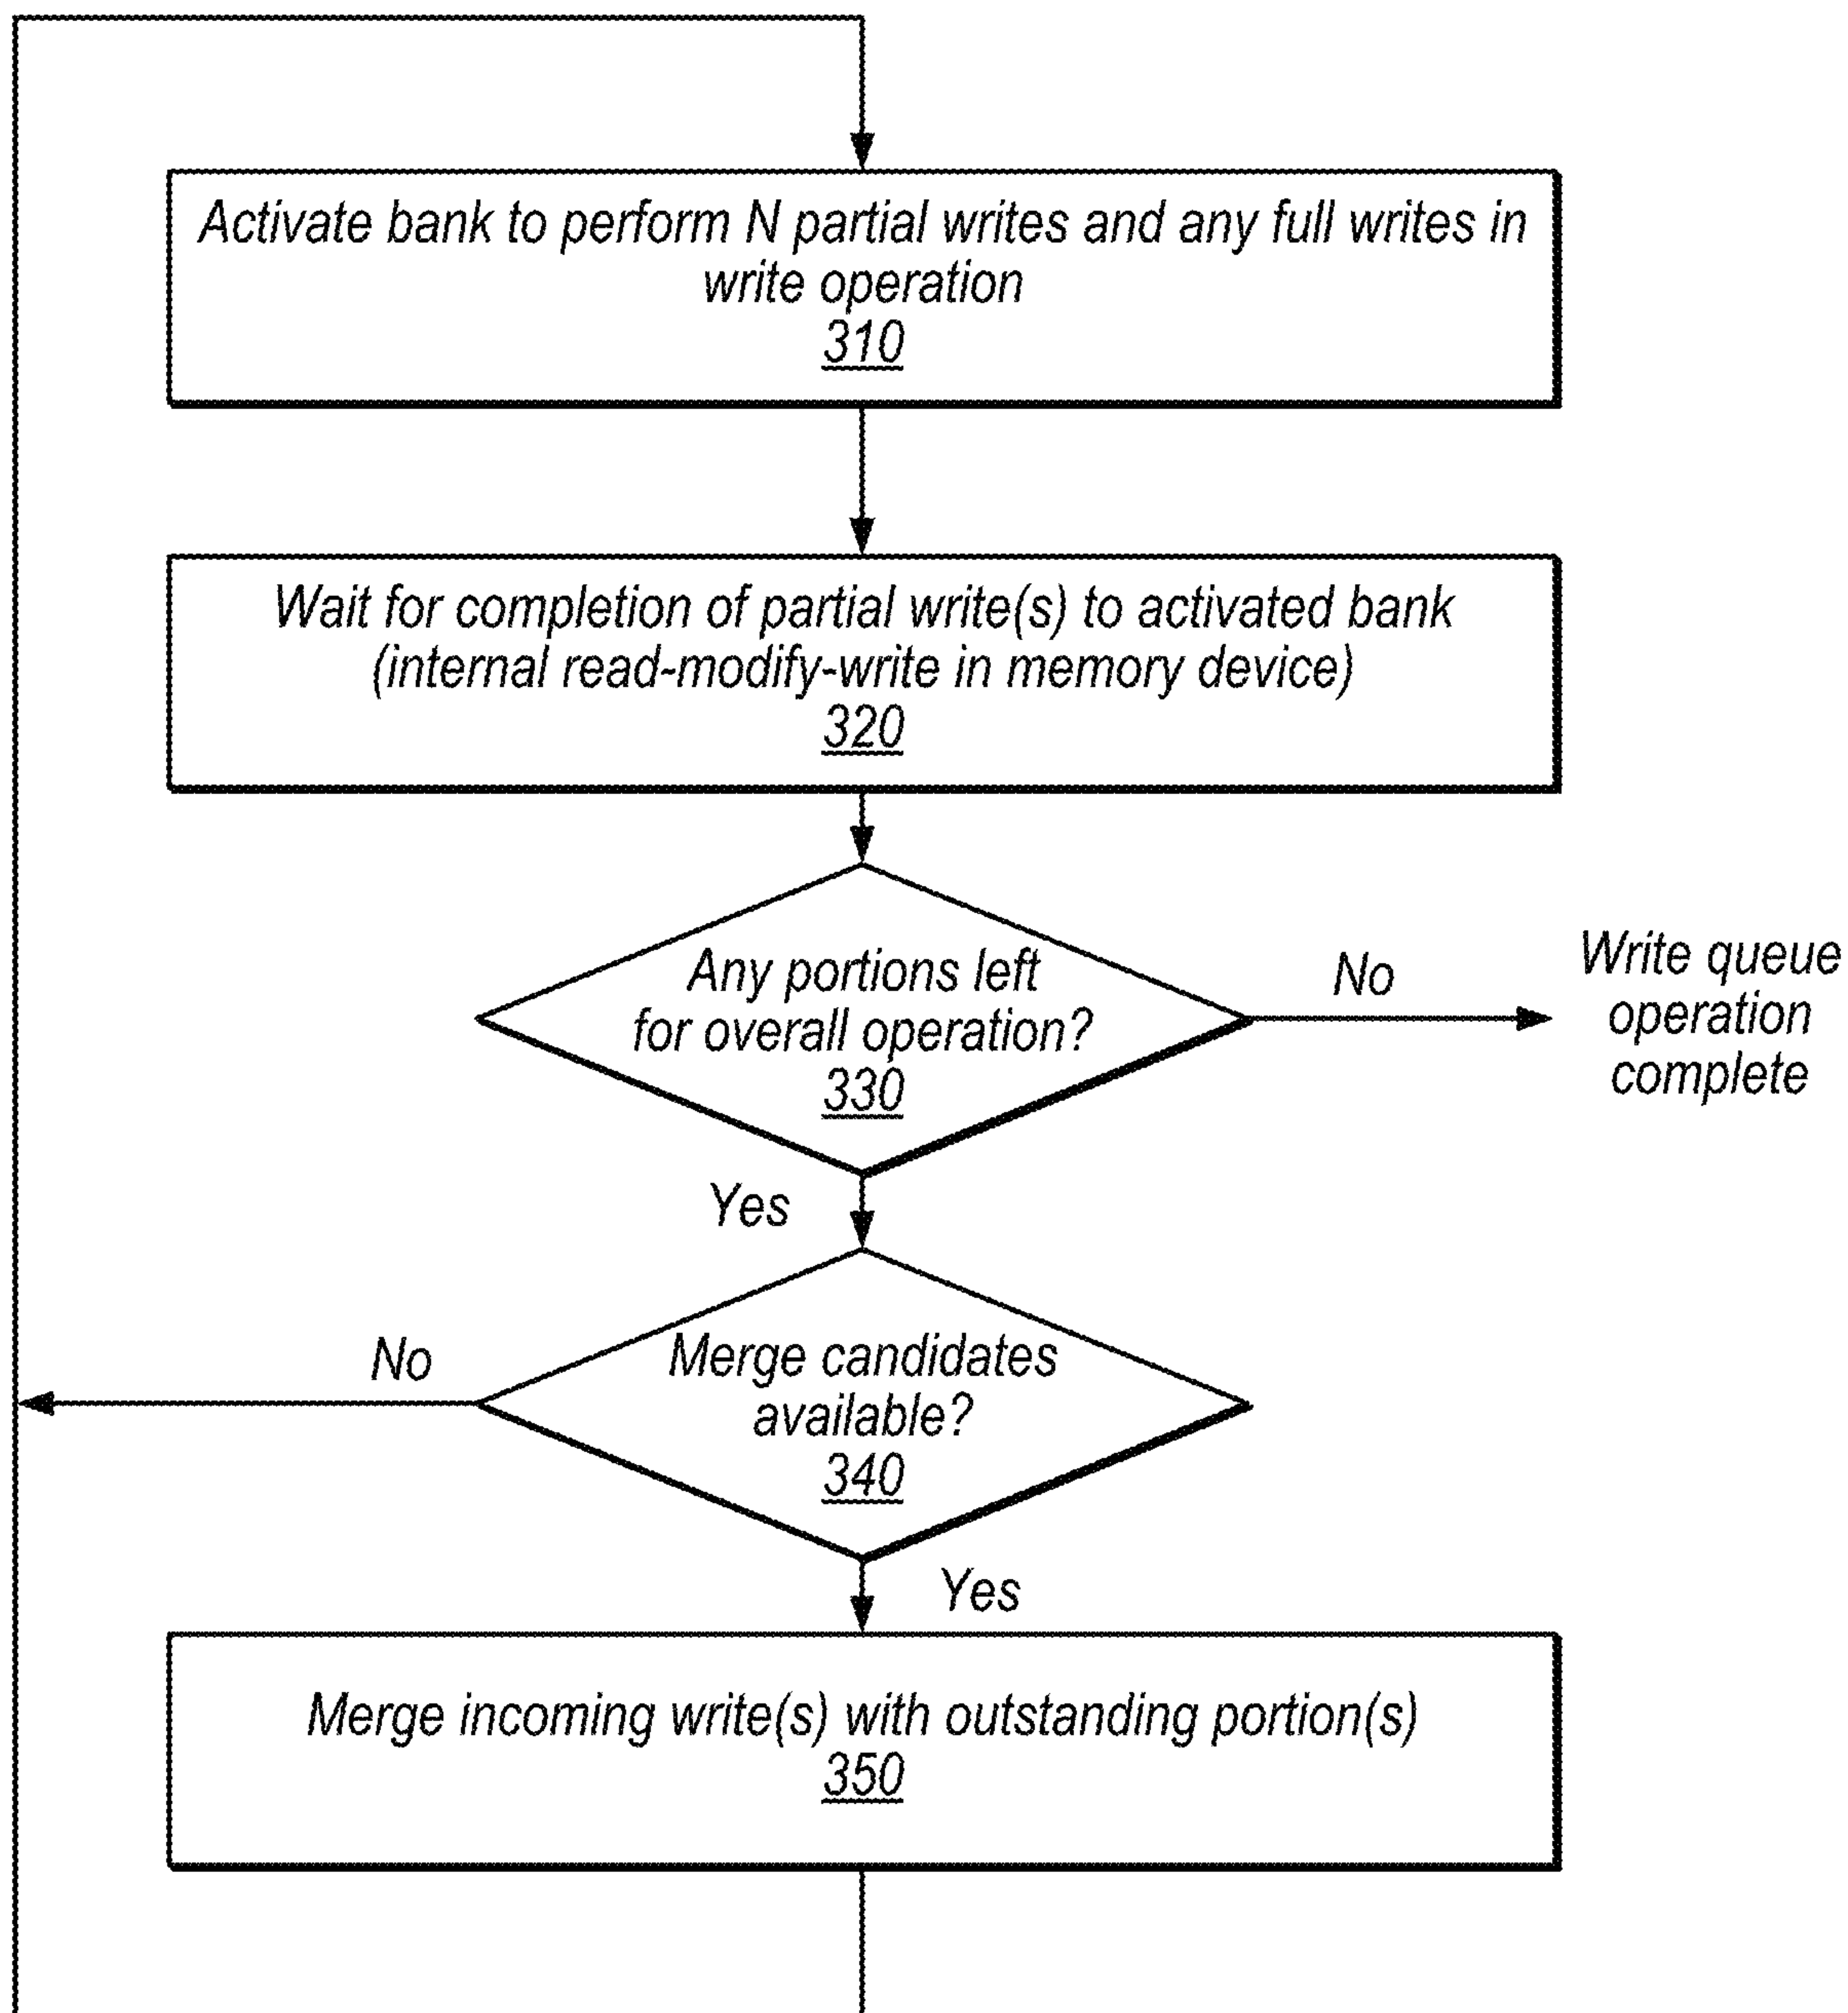 Activate bank to perform N partial writes and any full writes in
write operation
310
Wait for completion of partial write(s) to activated bank
(internal read-modify-write in memory device)
320
Any portions left
for overall operation?
330
No
Write queue
operation
complete
Yes
Merge candidates
available?
340
No
Yes
Merge incoming write(s) with outstanding portion(s)
350